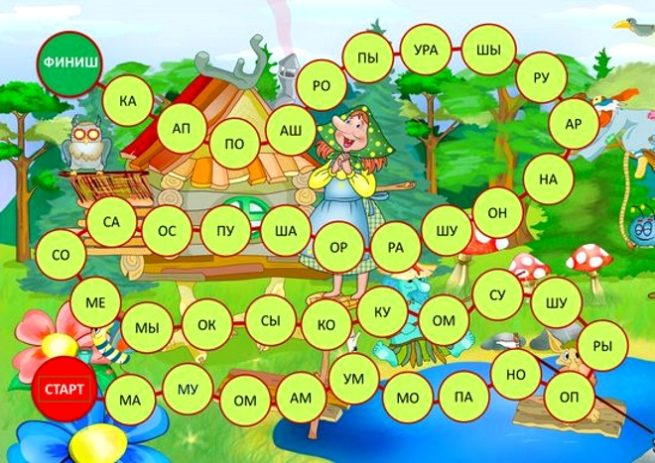 СТАРТ
МА
МУ
ОМ
АМ
УМ
МО
ПА
НО
ОП
РЫ
ШУ
СУ
ОМ
КУ
КО
СЫ
ОК
МЫ
МЕ
СО
СА
ОС
ПУ
ША
ОР
РА
ШУ
ОН
НА
АР
РУ
ШЫ
УРА
ПЫ
РО
АШ
ПО
АП
КА
ФИНИШ